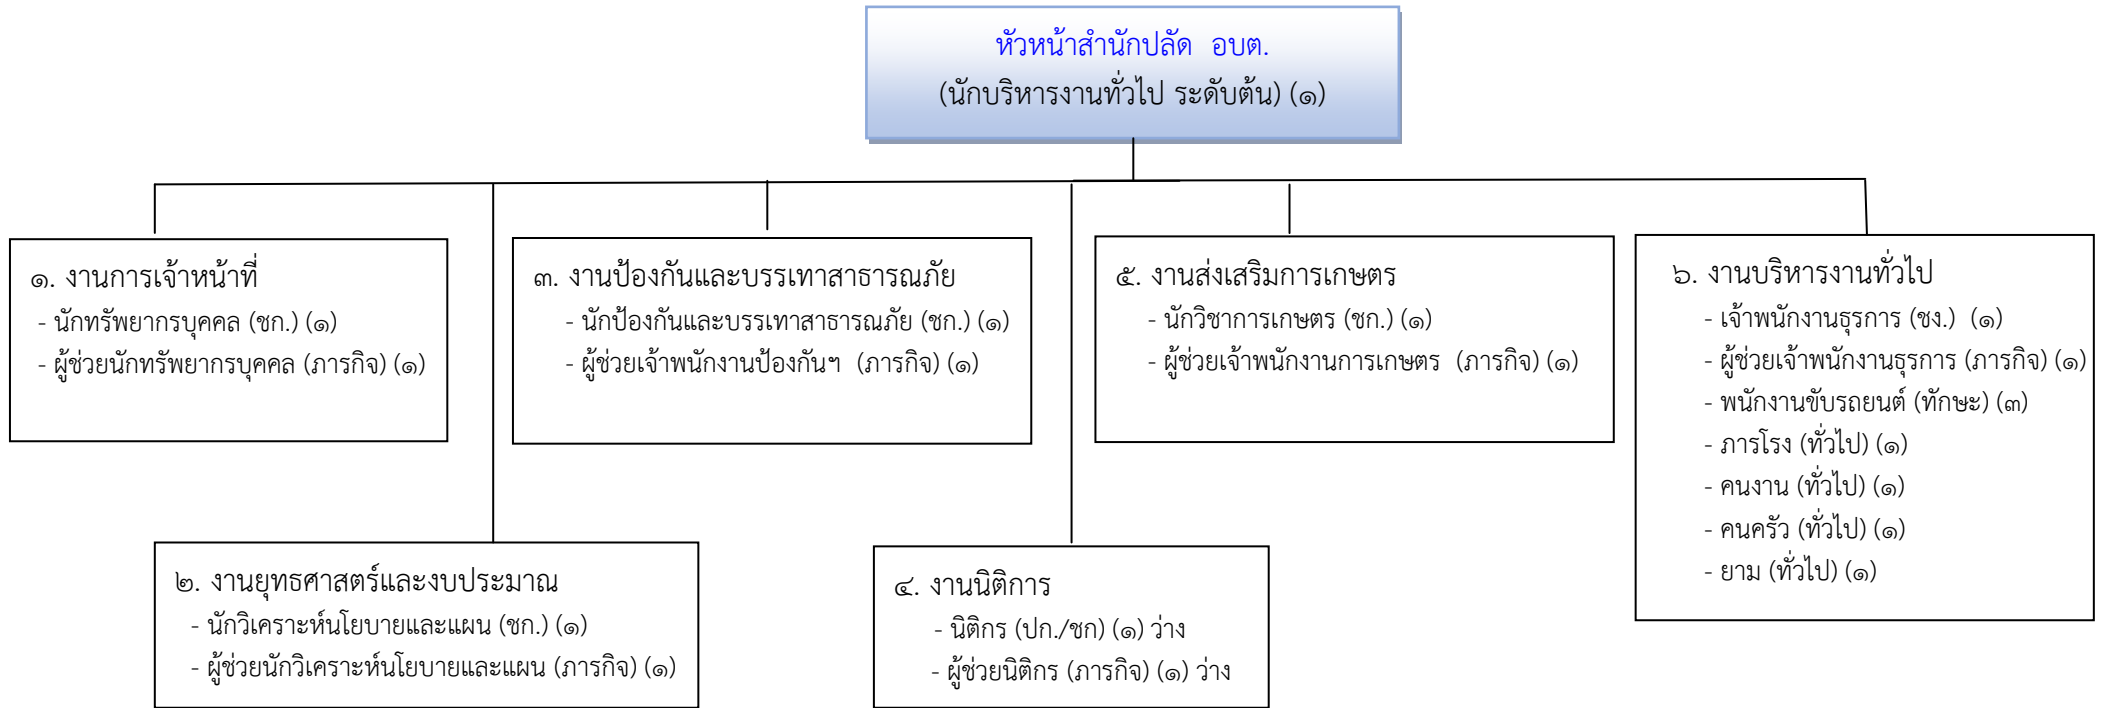 หัวหน้าสำนักปลัด อบต.
(นักบริหารงานทั่วไป ระดับต้น) (๑)
๑. งานการเจ้าหน้าที่
- นักทรัพยากรบุคคล (ชก.) (๑)
- ผู้ช่วยนักทรัพยากรบุคคล (ภารกิจ) (๑)
๒. งานยุทธศาสตร์และงบประมาณ
- นักวิเคราะห์นโยบายและแผน (ชก.) (๑)
- ผู้ช่วยนักวิเคราะห์นโยบายและแผน (ภารกิจ) (๑)
๓. งานป้องกันและบรรเทาสาธารณภัย
- นักป้องกันและบรรเทาสาธารณภัย (ชก.) (๑)
- ผู้ช่วยเจ้าพนักงานป้องกันฯ (ภารกิจ) (๑)
๔. งานนิติการ
- นิติกร (ปก./ชก) (๑) ว่าง
- ผู้ช่วยนิติกร (ภารกิจ) (๑) ว่าง
๕. งานส่งเสริมการเกษตร
- นักวิชาการเกษตร (ชก.) (๑)
- ผู้ช่วยเจ้าพนักงานการเกษตร (ภารกิจ) (๑)
๖. งานบริหารงานทั่วไป
- เจ้าพนักงานธุรการ (ชง.) (๑)
- ผู้ช่วยเจ้าพนักงานธุรการ (ภารกิจ) (๑)
- พนักงานขับรถยนต์ (ทักษะ) (๓)
- ภารโรง (ทั่วไป) (๑)
- คนงาน (ทั่วไป) (๑)
- คนครัว (ทั่วไป) (๑)
- ยาม (ทั่วไป) (๑)